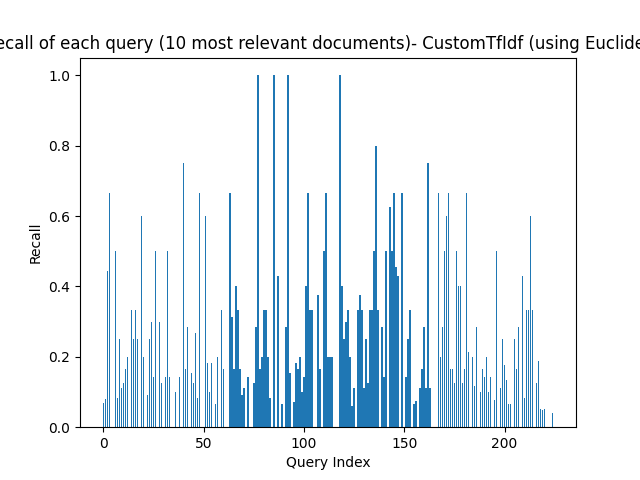 ecall of each query (10 most relevant documents)- CustomTfIdf (using Euclide
1.0
0.8
0.6
0.4
0.2
0.0
Recall
0 50 100 150 200
Query Index